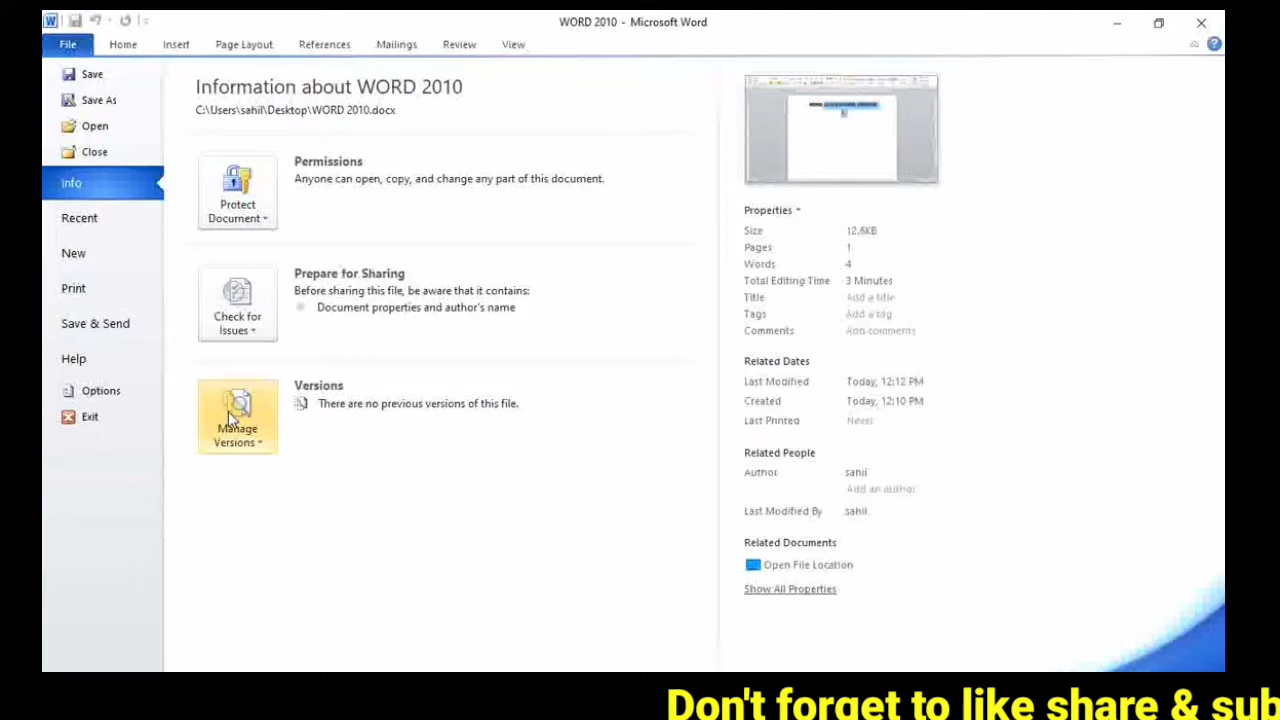 WORD 2010 - Microsoft Word
File Home Insert Page Layout References Mailings Review View
Save
Save As
Open
Close
Info
Recent
New
Print
Save & Send
Help
Options
Exit
Information about WORD 2010
C:\Users\sahil\Desktop\WORD 2010.docx
Protect
Document
Permissions
Anyone can open, copy, and change any part of this document.
Check for
Issues
Prepare for Sharing
Before sharing this file, be aware that it contains:
Document properties and author's name
Manage
Versions
Versions
There are no previous versions of this file.
Properties
Size 12.6KB
Pages 1
Words 4
Total Editing Time 3 Minutes
Title Add a title
Tags Add a tag
Comments Add comments
Related Dates
Last Modified Today, 12:12 PM
Created Today, 12:10 PM
Last Printed Never
Related People
Author sahil
Add an author
Last Modified By sahil
Related Documents
Open File Location
Show All Properties
Don't forget to like share & sub